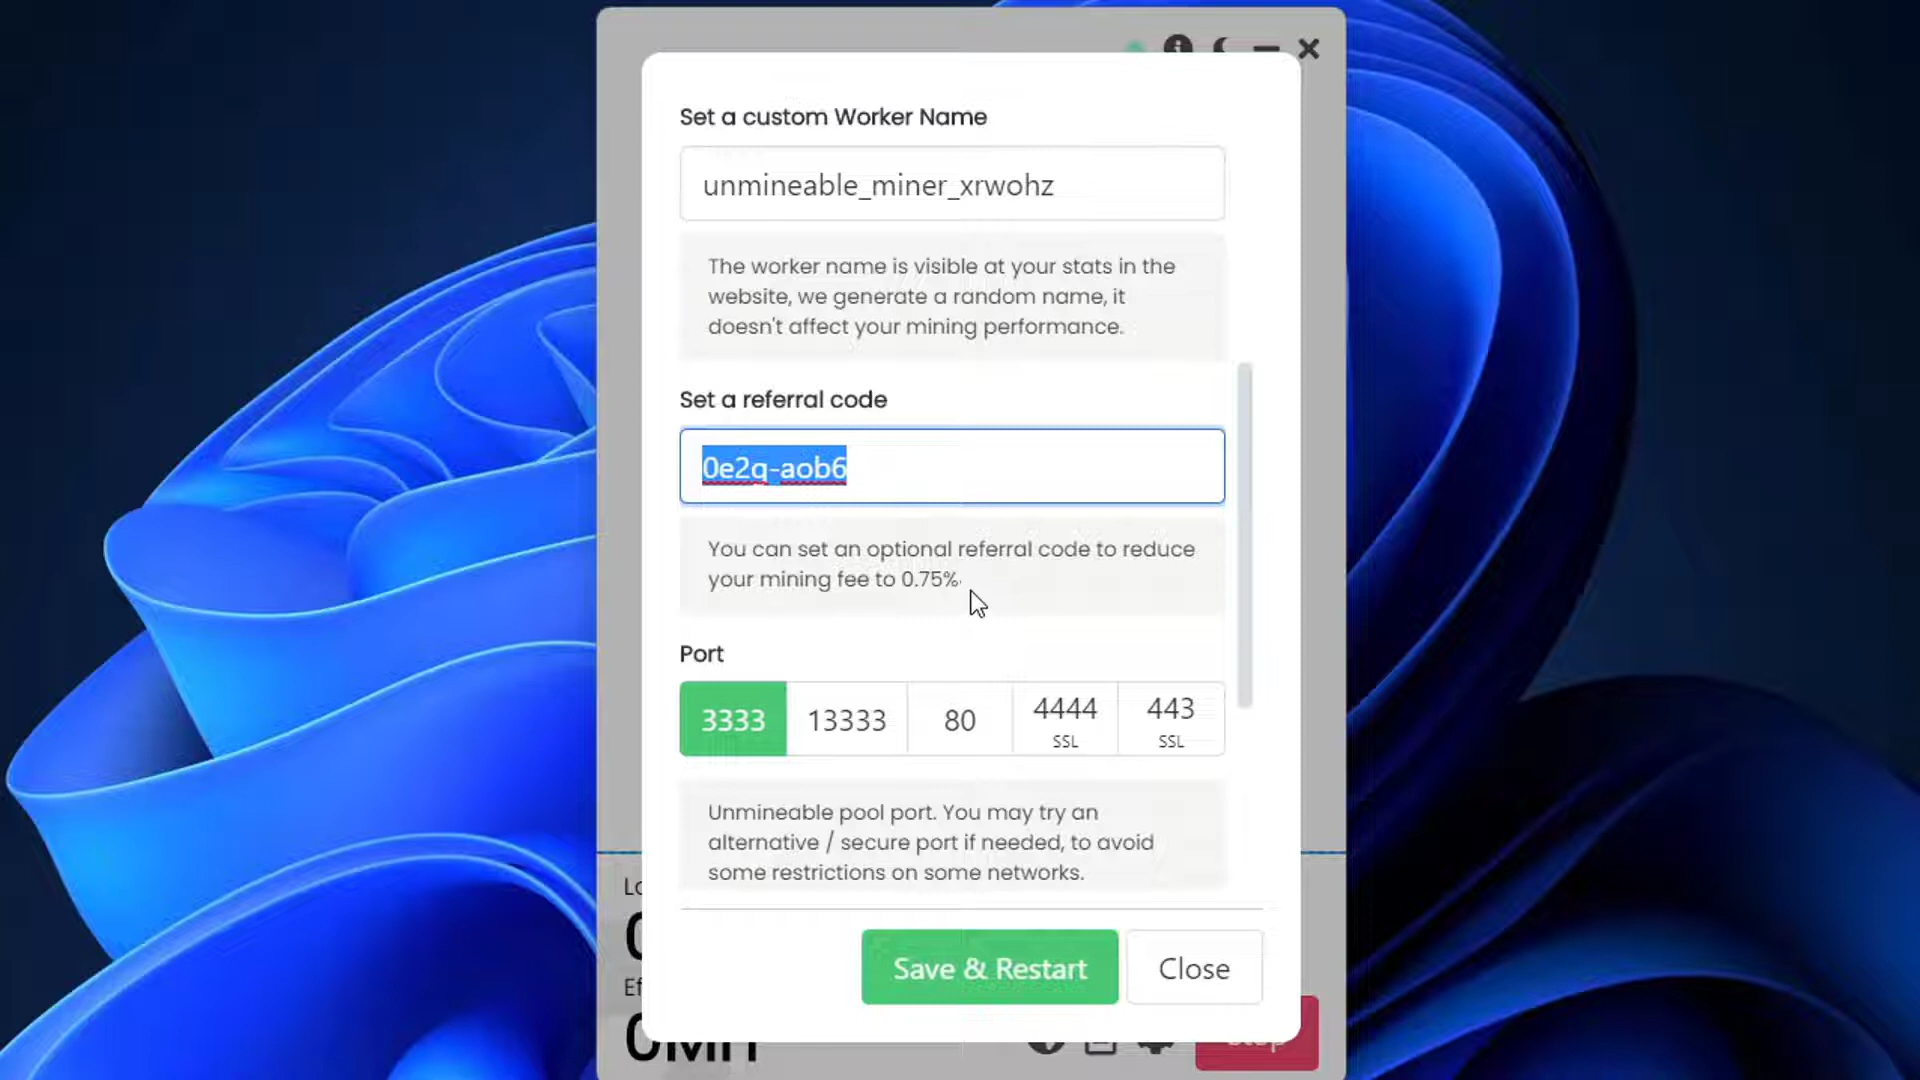 Set a custom Worker Name
unmineable_miner_xrwohz
The worker name is visible at your stats in the
website, we generate a random name, it
doesn't affect your mining performance.
Set a referral code
0e2q-aob6
You can set an optional referral code to reduce
your mining fee to 0.75%.
Port
3333
13333
80
4444
SSL
443
SSL
Unmineable pool port. You may try an
alternative / secure port if needed, to avoid
some restrictions on some networks.
Save & Restart
Close